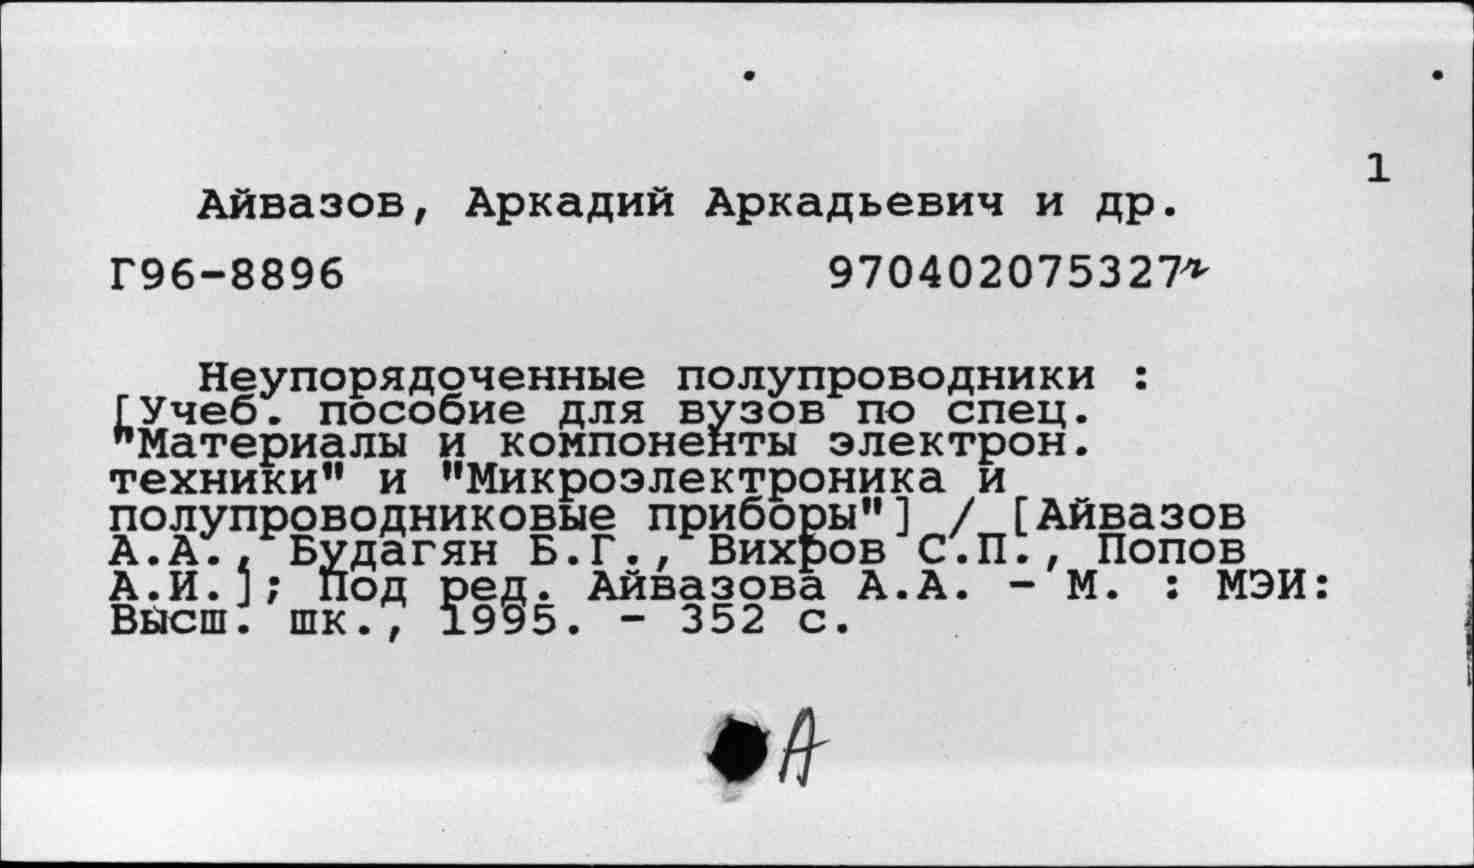 1
Айвазов, Аркадий Аркадьевич и др.
Г96-8896 970402075327
Неупорядоченные полупроводники :
[Учеб. пособие для вузов по спец.
"Материалы и компоненты электрон.
техники" и "Микроэлектроника и
полупроводниковые приборы"] / [Айвазов
А.А., Будагян Б.Г., Вихров С.П., Попов
А.И.]; Под ред. Айвазова А.А. - М. : МЭИ:
Высш. шк., 1995. - 352 с.
А